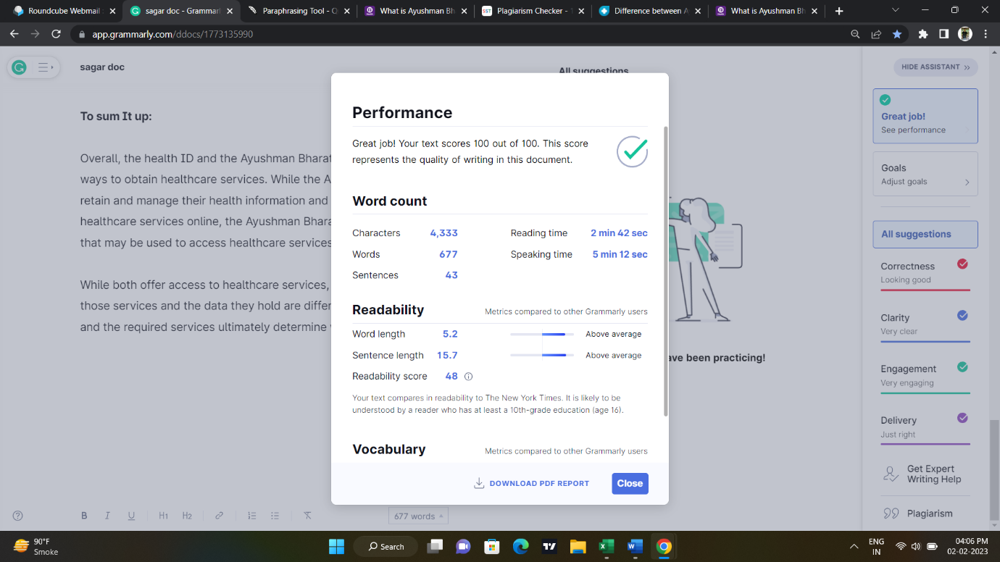 Roundcube Webmail
sagar doc - Grammarl
Paraphrasing Tool - Q
What is Ayushman Bh
Plagiarism Checker - 1
Difference between A
What is Ayushman Bh
app.grammarly.com/ddocs/1773135990
sagar doc
All suggestions
HIDE ASSISTANT
To sum It up:
Overall, the health ID and the Ayushman Bharat
ways to obtain healthcare services. While the A
retain and manage their health information and
healthcare services online, the Ayushman Bhara
that may be used to access healthcare services
While both offer access to healthcare services,
those services and the data they hold are differ
and the required services ultimately determine
Performance
Great job! Your text scores 100 out of 100. This score
represents the quality of writing in this document.
Word count
Characters 4,333 Reading time 2 min 42 sec
Words 677 Speaking time 5 min 12 sec
Sentences 43
Readability Metrics compared to other Grammarly users
Word length 5.2 Above average
Sentence length 15.7 Above average
Readability score 48
Your text compares in readability to The New York Times. It is likely to be
understood by a reader who has at least a 10th-grade education (age 16).
Vocabulary Metrics compared to other Grammarly users
DOWNLOAD PDF REPORT Close
ave been practicing!
Great job!
See performance
Goals
Adjust goals
All suggestions
Correctness
Looking good
Clarity
Very clear
Engagement
Very engaging
Delivery
Just right
Get Expert
Writing Help
Plagiarism
B I U H1 H2
677 words
90°F
Smoke
Search
ENG
IN
04:06 PM
02-02-2023